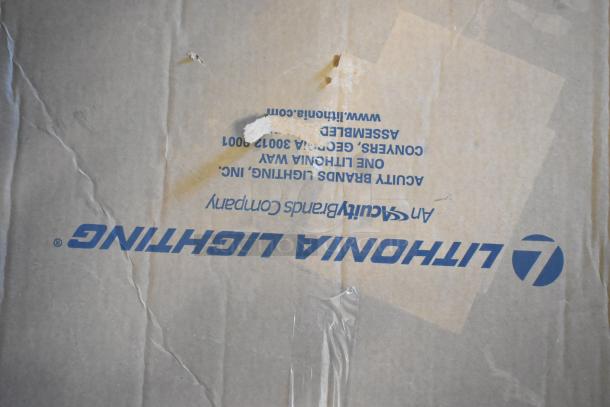 LITHONIA LIGHTING®
An AcuityBrands Company
ACUITY BRANDS LIGHTING, INC.
ONE LITHONIA WAY
CONYERS, GEORGIA 30012 0001
ASSEMBLED
www.lithonia.com